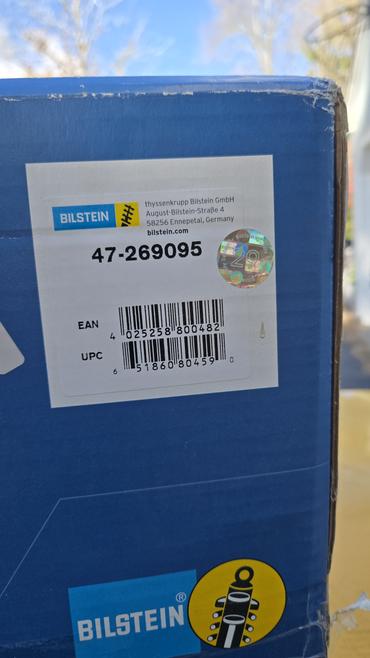 thyssenkrupp Bilstein GmbH
August-Bilstein-Straße 4
58256 Ennepetal, Germany
bilstein.com
BILSTEIN
47-269095
EAN
4 025258 800482
UPC
6 51860 80459 0
BILSTEIN®